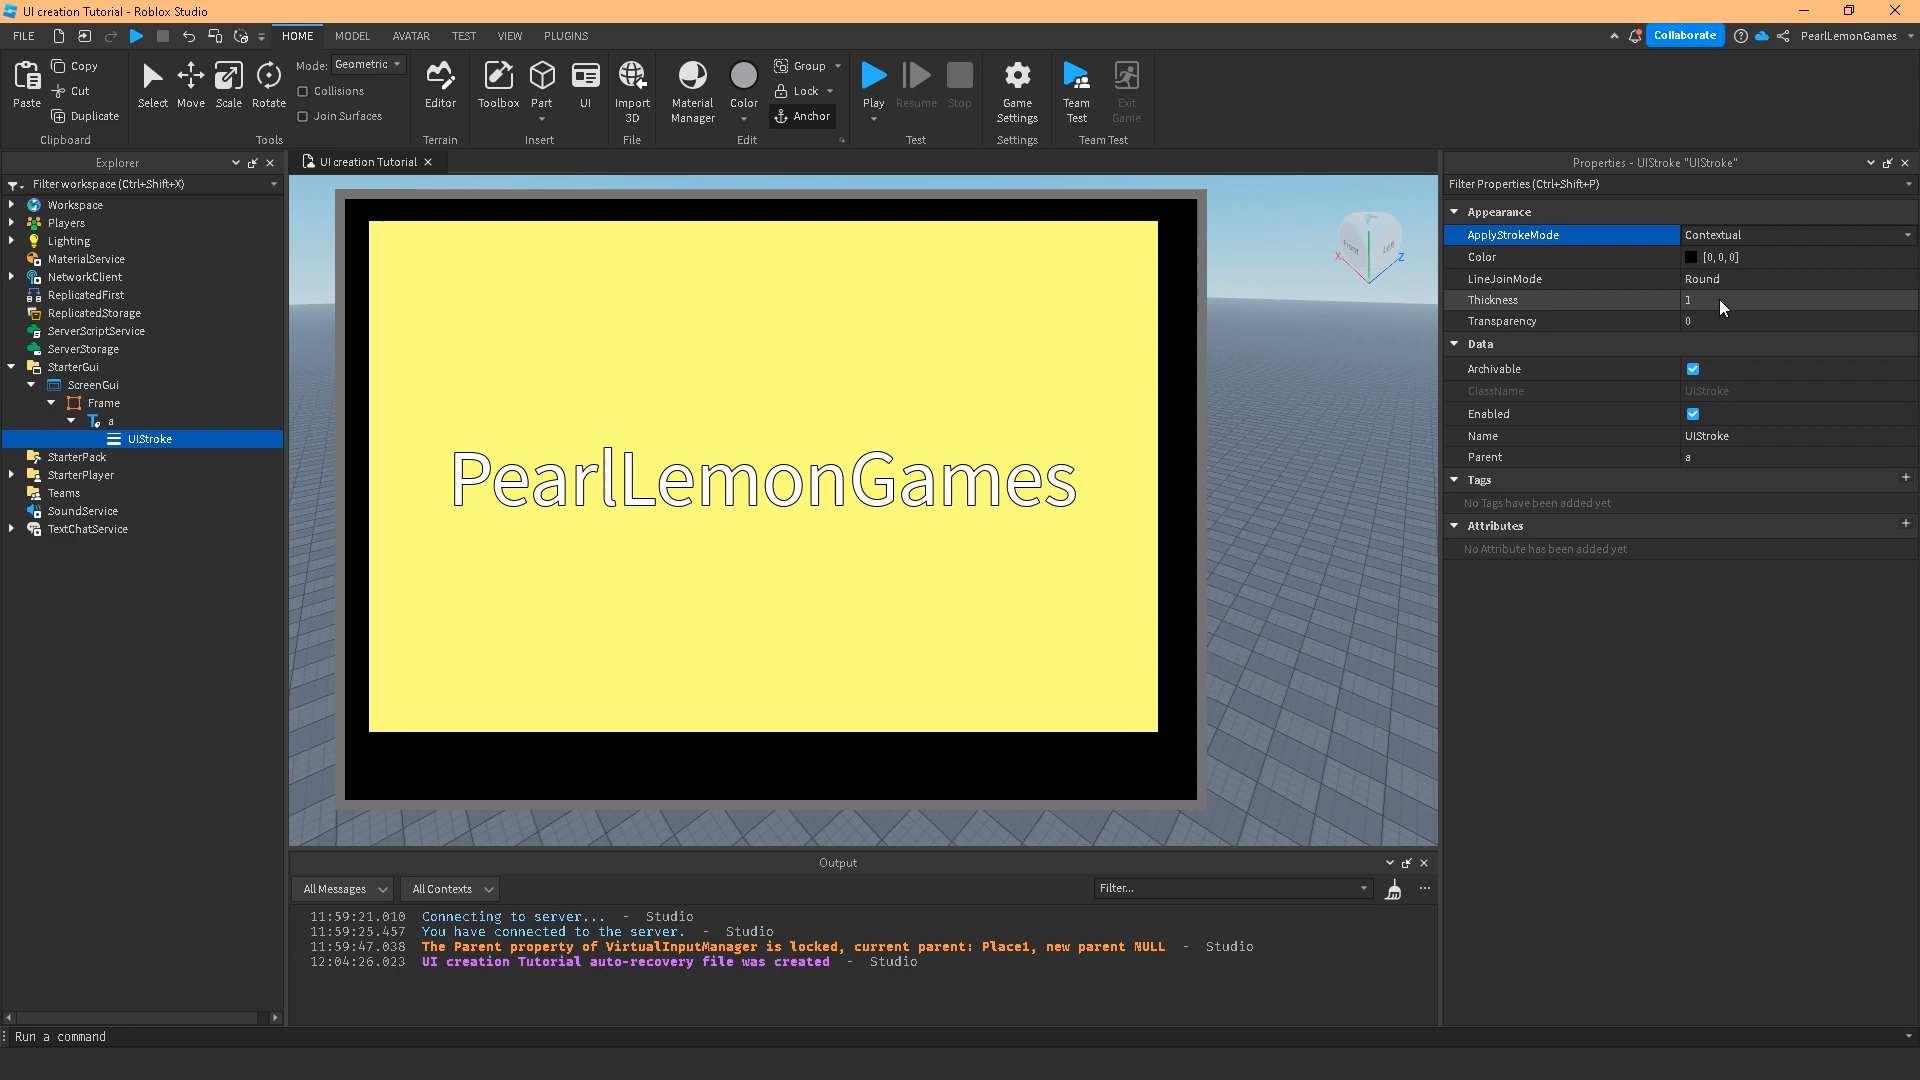 UI creation Tutorial - Roblox Studio
FILE HOME MODEL AVATAR TEST VIEW PLUGINS Collaborate PearlLemonGames
Paste Copy Cut Duplicate
Clipboard
Select Move Scale Rotate
Mode: Geometric
Collisions
Join Surfaces
Tools
Editor
Terrain
Toolbox Part UI
Insert
Import 3D
File
Material Manager Color
Group
Lock
Anchor
Edit
Play Resume Stop
Test
Game Settings
Settings
Team Test Exit Game
Team Test
Explorer
Filter workspace (Ctrl+Shift+X)
Workspace
Players
Lighting
MaterialService
NetworkClient
ReplicatedFirst
ReplicatedStorage
ServerScriptService
ServerStorage
StarterGui
ScreenGui
Frame
a
UIStroke
StarterPack
StarterPlayer
Teams
SoundService
TextChatService
UI creation Tutorial
PearlLemonGames
Front Left
X Y Z
Output
All Messages All Contexts Filter...
11:59:21.010 Connecting to server... - Studio
11:59:25.457 You have connected to the server. - Studio
11:59:47.038 The Parent property of VirtualInputManager is locked, current parent: Place1, new parent NULL - Studio
12:04:26.023 UI creation Tutorial auto-recovery file was created - Studio
Properties - UIStroke "UIStroke"
Filter Properties (Ctrl+Shift+P)
Appearance
ApplyStrokeMode Contextual
Color [0, 0, 0]
LineJoinMode Round
Thickness 1
Transparency 0
Data
Archivable
ClassName UIStroke
Enabled
Name UIStroke
Parent a
Tags
No Tags have been added yet
Attributes
No Attribute has been added yet
Run a command